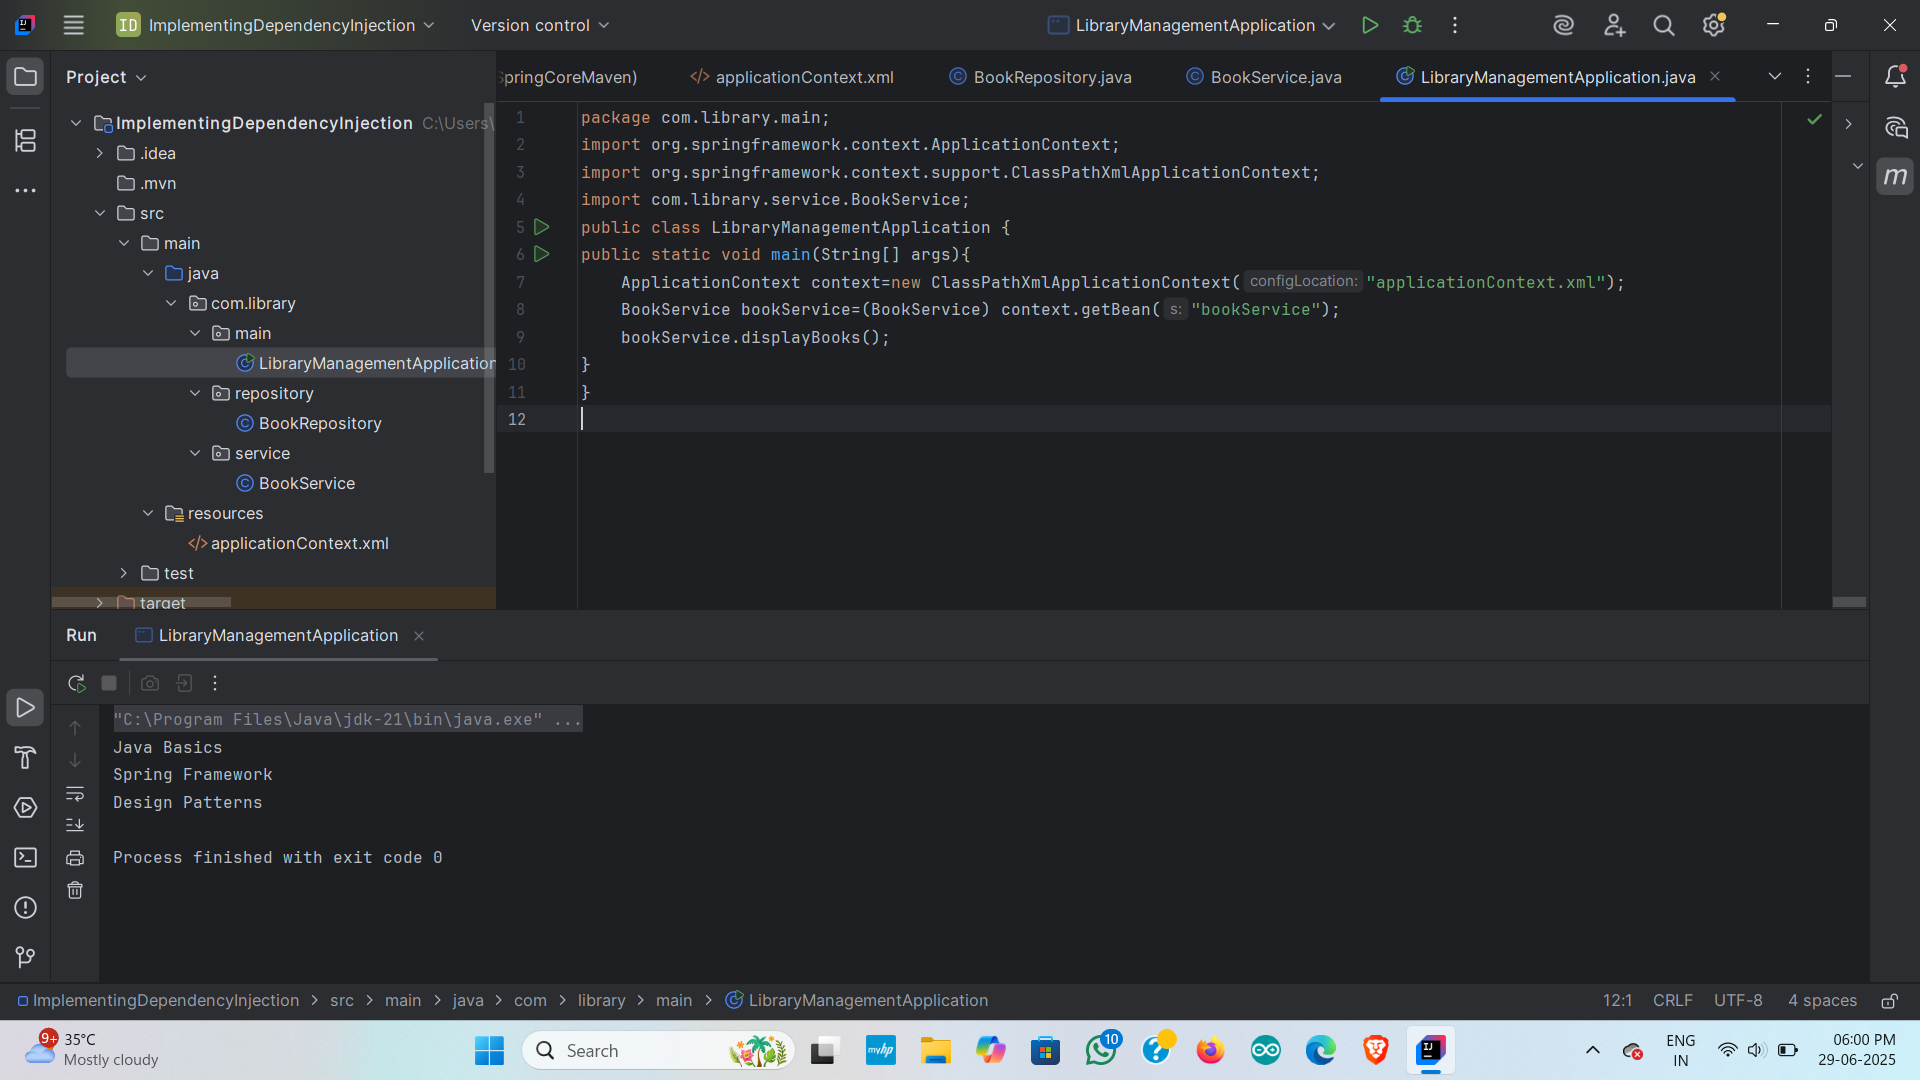 ID ImplementingDependencyInjection Version control LibraryManagementApplication
Project
SpringCoreMaven) </> applicationContext.xml BookRepository.java BookService.java LibraryManagementApplication.java
ImplementingDependencyInjection C:\Users\
.idea
.mvn
src
main
java
com.library
main
LibraryManagementApplication
repository
BookRepository
service
BookService
resources
</> applicationContext.xml
test
target
1 package com.library.main;
2 import org.springframework.context.ApplicationContext;
3 import org.springframework.context.support.ClassPathXmlApplicationContext;
4 import com.library.service.BookService;
5 public class LibraryManagementApplication {
6 public static void main(String[] args){
7 ApplicationContext context=new ClassPathXmlApplicationContext( configLocation: "applicationContext.xml");
8 BookService bookService=(BookService) context.getBean( s: "bookService");
9 bookService.displayBooks();
10 }
11 }
12
m
Run LibraryManagementApplication
"C:\Program Files\Java\jdk-21\bin\java.exe" ...
Java Basics
Spring Framework
Design Patterns
Process finished with exit code 0
ImplementingDependencyInjection > src > main > java > com > library > main > LibraryManagementApplication 12:1 CRLF UTF-8 4 spaces
9+ 35°C
Mostly cloudy
Search
myhp
10
ENG
IN
06:00 PM
29-06-2025